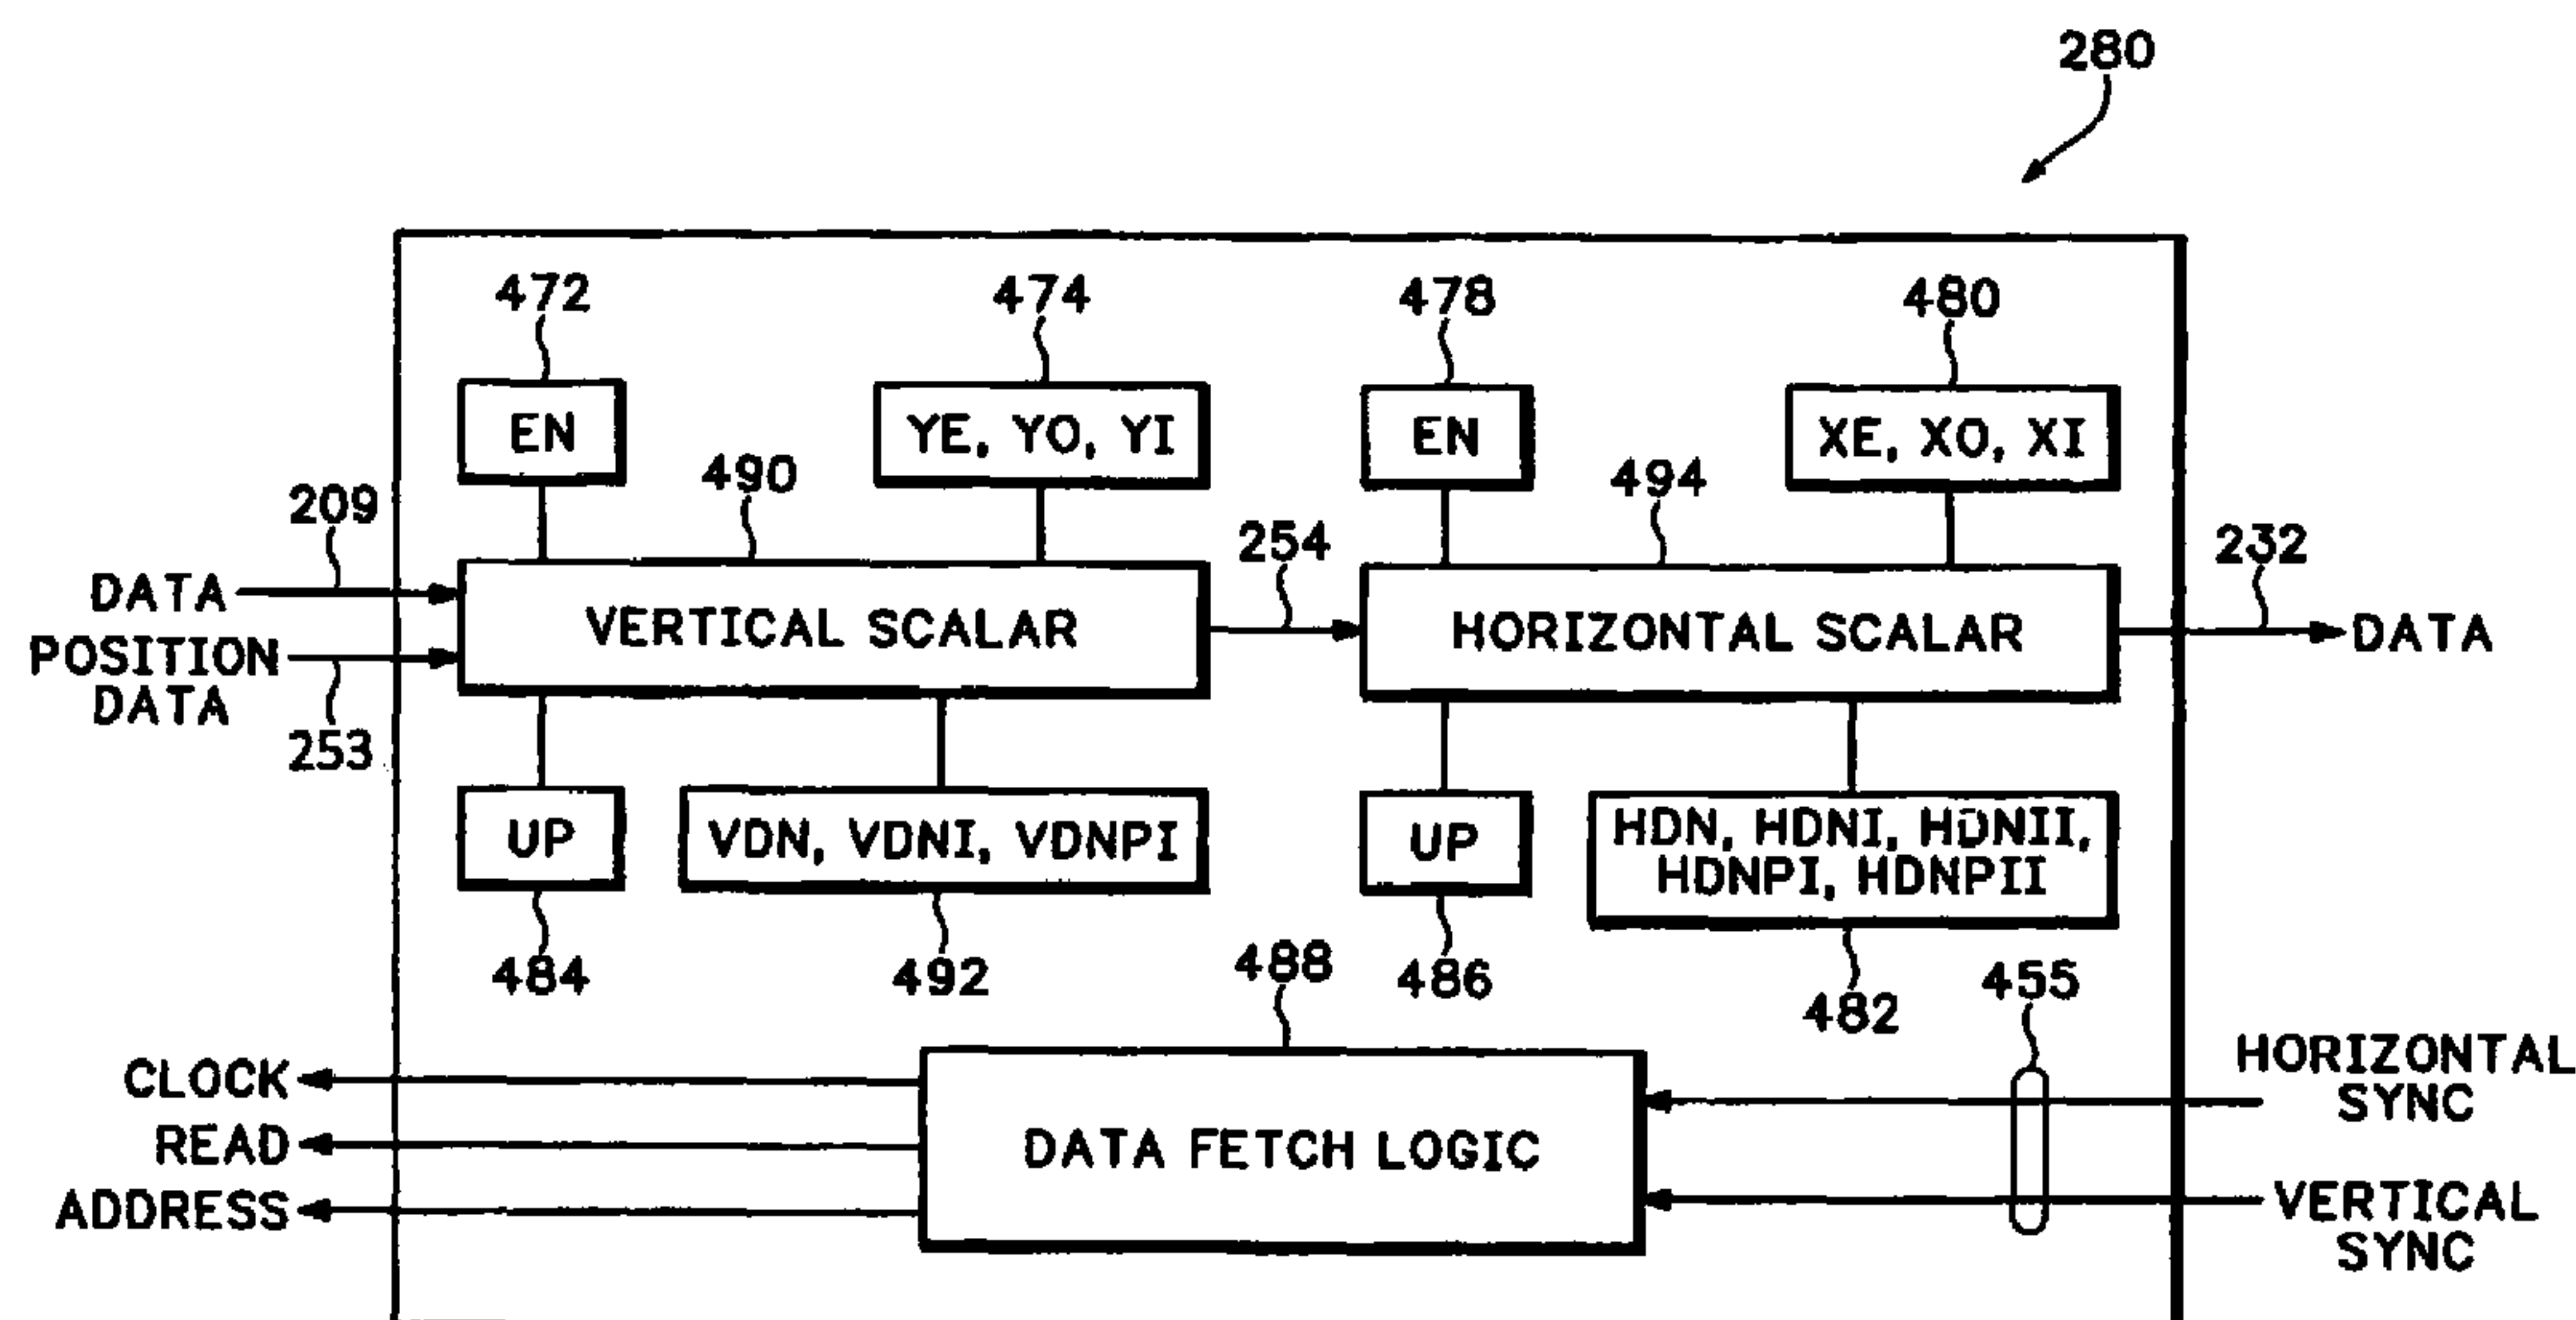 280
472
474
478
480
EN
YE, YO, YI
EN
XE, XO, XI
490
494
209
254
232
DATA
VERTICAL SCALAR
HORIZONTAL SCALAR
DATA
POSITION
DATA
253
UP
VDN, VDNI, VDNPI
UP
HDN, HDNI, HDNII,
HDNPI, HDNPII
484
492
488
486
482
455
CLOCK
READ
ADDRESS
DATA FETCH LOGIC
HORIZONTAL
SYNC
VERTICAL
SYNC